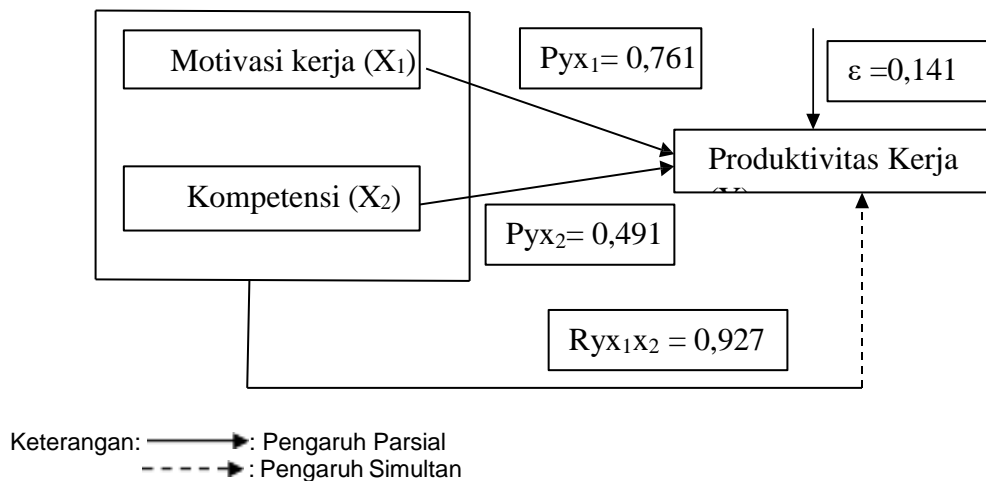 Motivasi kerja (X₁)
Pyx₁= 0,761
ε =0,141
Produktivitas Kerja
Kompetensi (X₂)
Pyx₂= 0,491
Ryx₁x₂ = 0,927
Keterangan: : Pengaruh Parsial
: Pengaruh Simultan